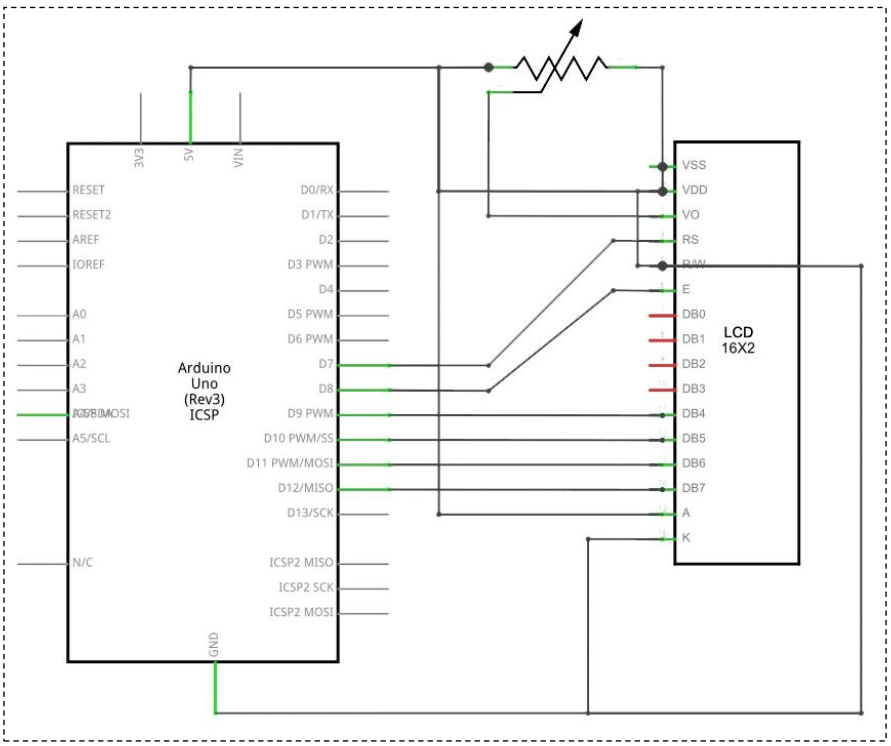 3V3
5V
VIN
RESET
RESET2
AREF
IOREF
A0
A1
A2
A3
A5/SCL
N/C
Arduino
Uno
(Rev3)
ICSP
D0/RX
D1/TX
D2
D3 PWM
D4
D5 PWM
D6 PWM
D7
D8
D9 PWM
D10 PWM/SS
D11 PWM/MOSI
D12/MISO
D13/SCK
ICSP2 MISO
ICSP2 SCK
ICSP2 MOSI
GND
VSS
VDD
VO
RS
R/W
E
DB0
DB1
DB2
DB3
DB4
DB5
DB6
DB7
A
K
LCD
16X2